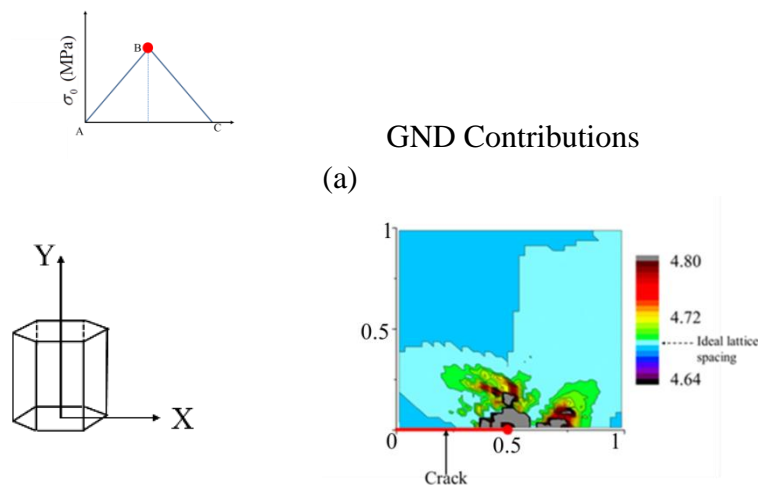 σ₀ (MPa)
B
A
C
GND Contributions
(a)
Y
X
1
0.5
0
0.5
1
Crack
4.80
4.72
Ideal lattice
spacing
4.64